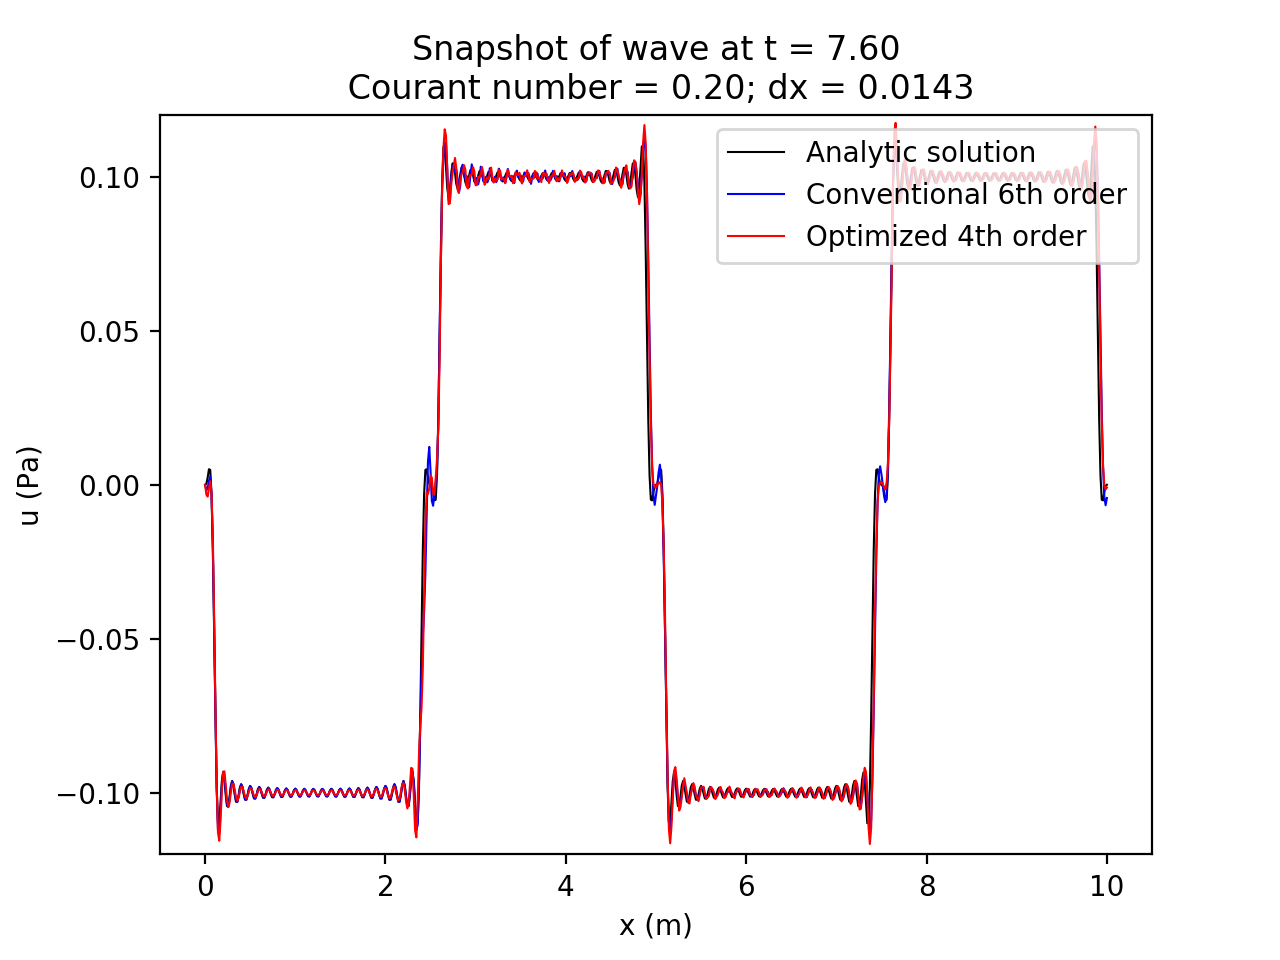 Snapshot of wave at t = 7.60
Courant number = 0.20; dx = 0.0143
Analytic solution
Conventional 6th order
Optimized 4th order
0.10
0.05
0.00
−0.05
−0.10
u (Pa)
0 2 4 6 8 10
x (m)